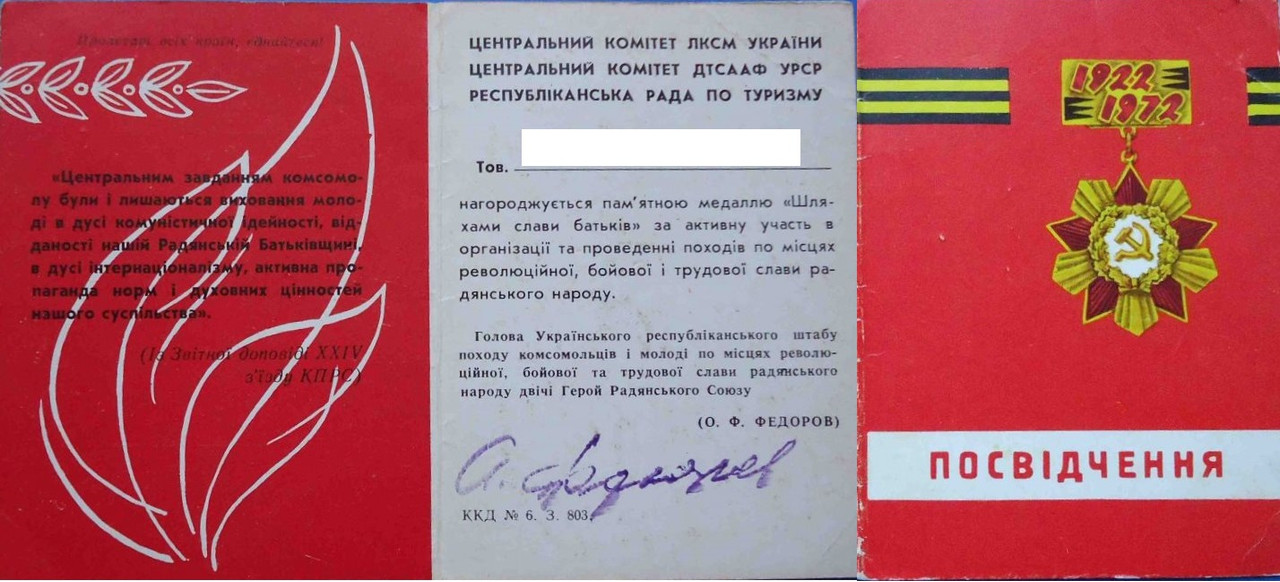 Пролетарі всіх країн, єднайтеся!
«Центральним завданням комсомо-
лу були і лишаються виховання моло-
ді в дусі комуністичної ідейності, від-
даності нашій Радянській Батьківщині,
в дусі інтернаціоналізму, активна про-
паганда норм і духовних цінностей
нашого суспільства».
(Із Звітної доповіді XXIV
з'їзду КПРС)
ЦЕНТРАЛЬНИЙ КОМІТЕТ ЛКСМ УКРАЇНИ
ЦЕНТРАЛЬНИЙ КОМІТЕТ ДТСААФ УРСР
РЕСПУБЛІКАНСЬКА РАДА ПО ТУРИЗМУ
Тов.
нагороджується пам'ятною медаллю «Шля-
хами слави батьків» за активну участь в
організації та проведенні походів по місцях
революційної, бойової і трудової слави ра-
дянського народу.
Голова Українського республіканського штабу
походу комсомольців і молоді по місцях револю-
ційної, бойової та трудової слави радянського
народу двічі Герой Радянського Союзу
(О. Ф. ФЕДОРОВ)
ККД № 6. З. 803.
1922
1972
ПОСВІДЧЕННЯ